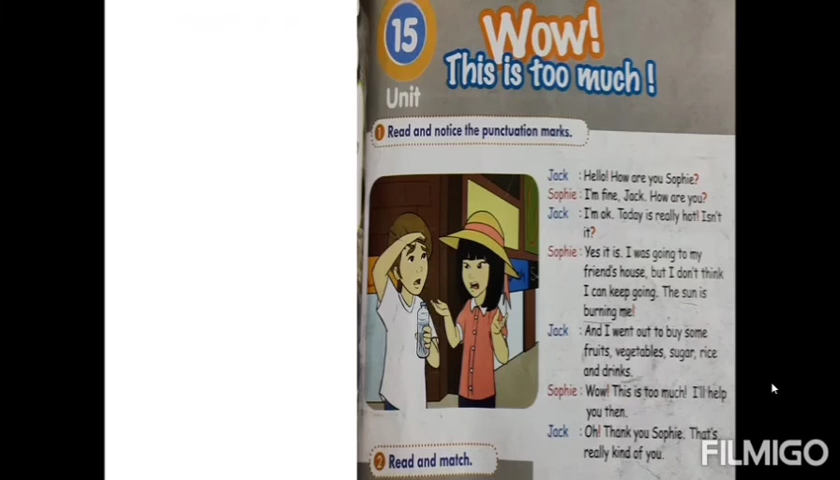 15
Unit
Wow!
This is too much!
1 Read and notice the punctuation marks.
Jack : Hello! How are you Sophie?
Sophie : I'm fine, Jack. How are you?
Jack : I'm ok. Today is really hot! Isn't
it?
Sophie : Yes it is. I was going to my
friend's house, but I don't think
I can keep going. The sun is
burning me!
Jack : And I went out to buy some
fruits, vegetables, sugar, rice
and drinks.
Sophie : Wow! This is too much! I'll help
you then.
Jack : Oh! Thank you Sophie. That's
really kind of you.
2 Read and match.
FILMIGO